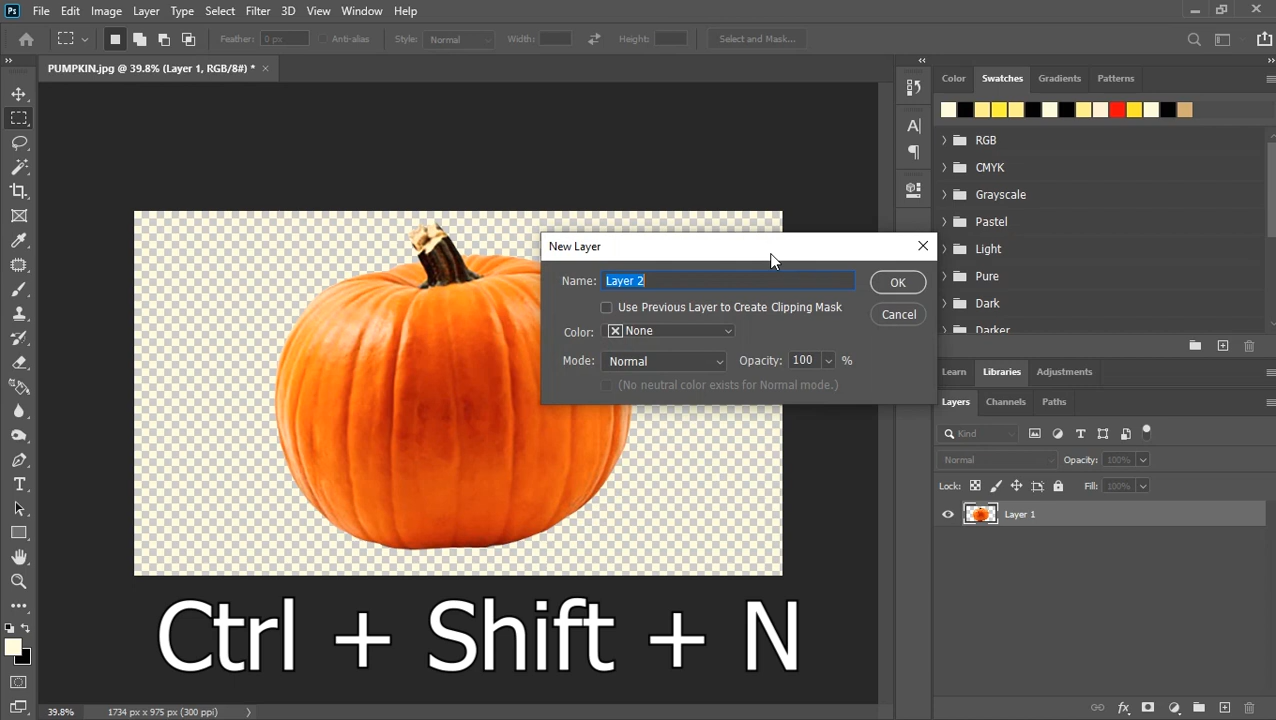 Ps File Edit Image Layer Type Select Filter 3D View Window Help
Feather: 0 px Anti-alias Style: Normal Width: Height: Select and Mask...
PUMPKIN.jpg @ 39.8% (Layer 1, RGB/8#) * ×
Color Swatches Gradients Patterns
RGB
CMYK
Grayscale
Pastel
Light
Pure
Dark
Darker
New Layer
Name: Layer 2
OK
Use Previous Layer to Create Clipping Mask
Cancel
Color: None
Mode: Normal Opacity: 100 %
(No neutral color exists for Normal mode.)
Learn Libraries Adjustments
Layers Channels Paths
Kind
Normal Opacity: 100%
Lock: Fill: 100%
Layer 1
Ctrl + Shift + N
39.8% 1734 px x 975 px (300 ppi)